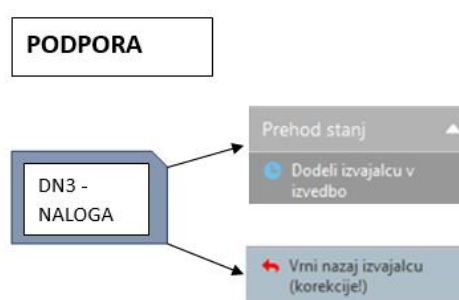 PODPORA
Prehod stanj
Dodeli izvajalcu v
izvedbo
DN3 -
NALOGA
Vrni nazaj izvajalcu
(korekcije!)